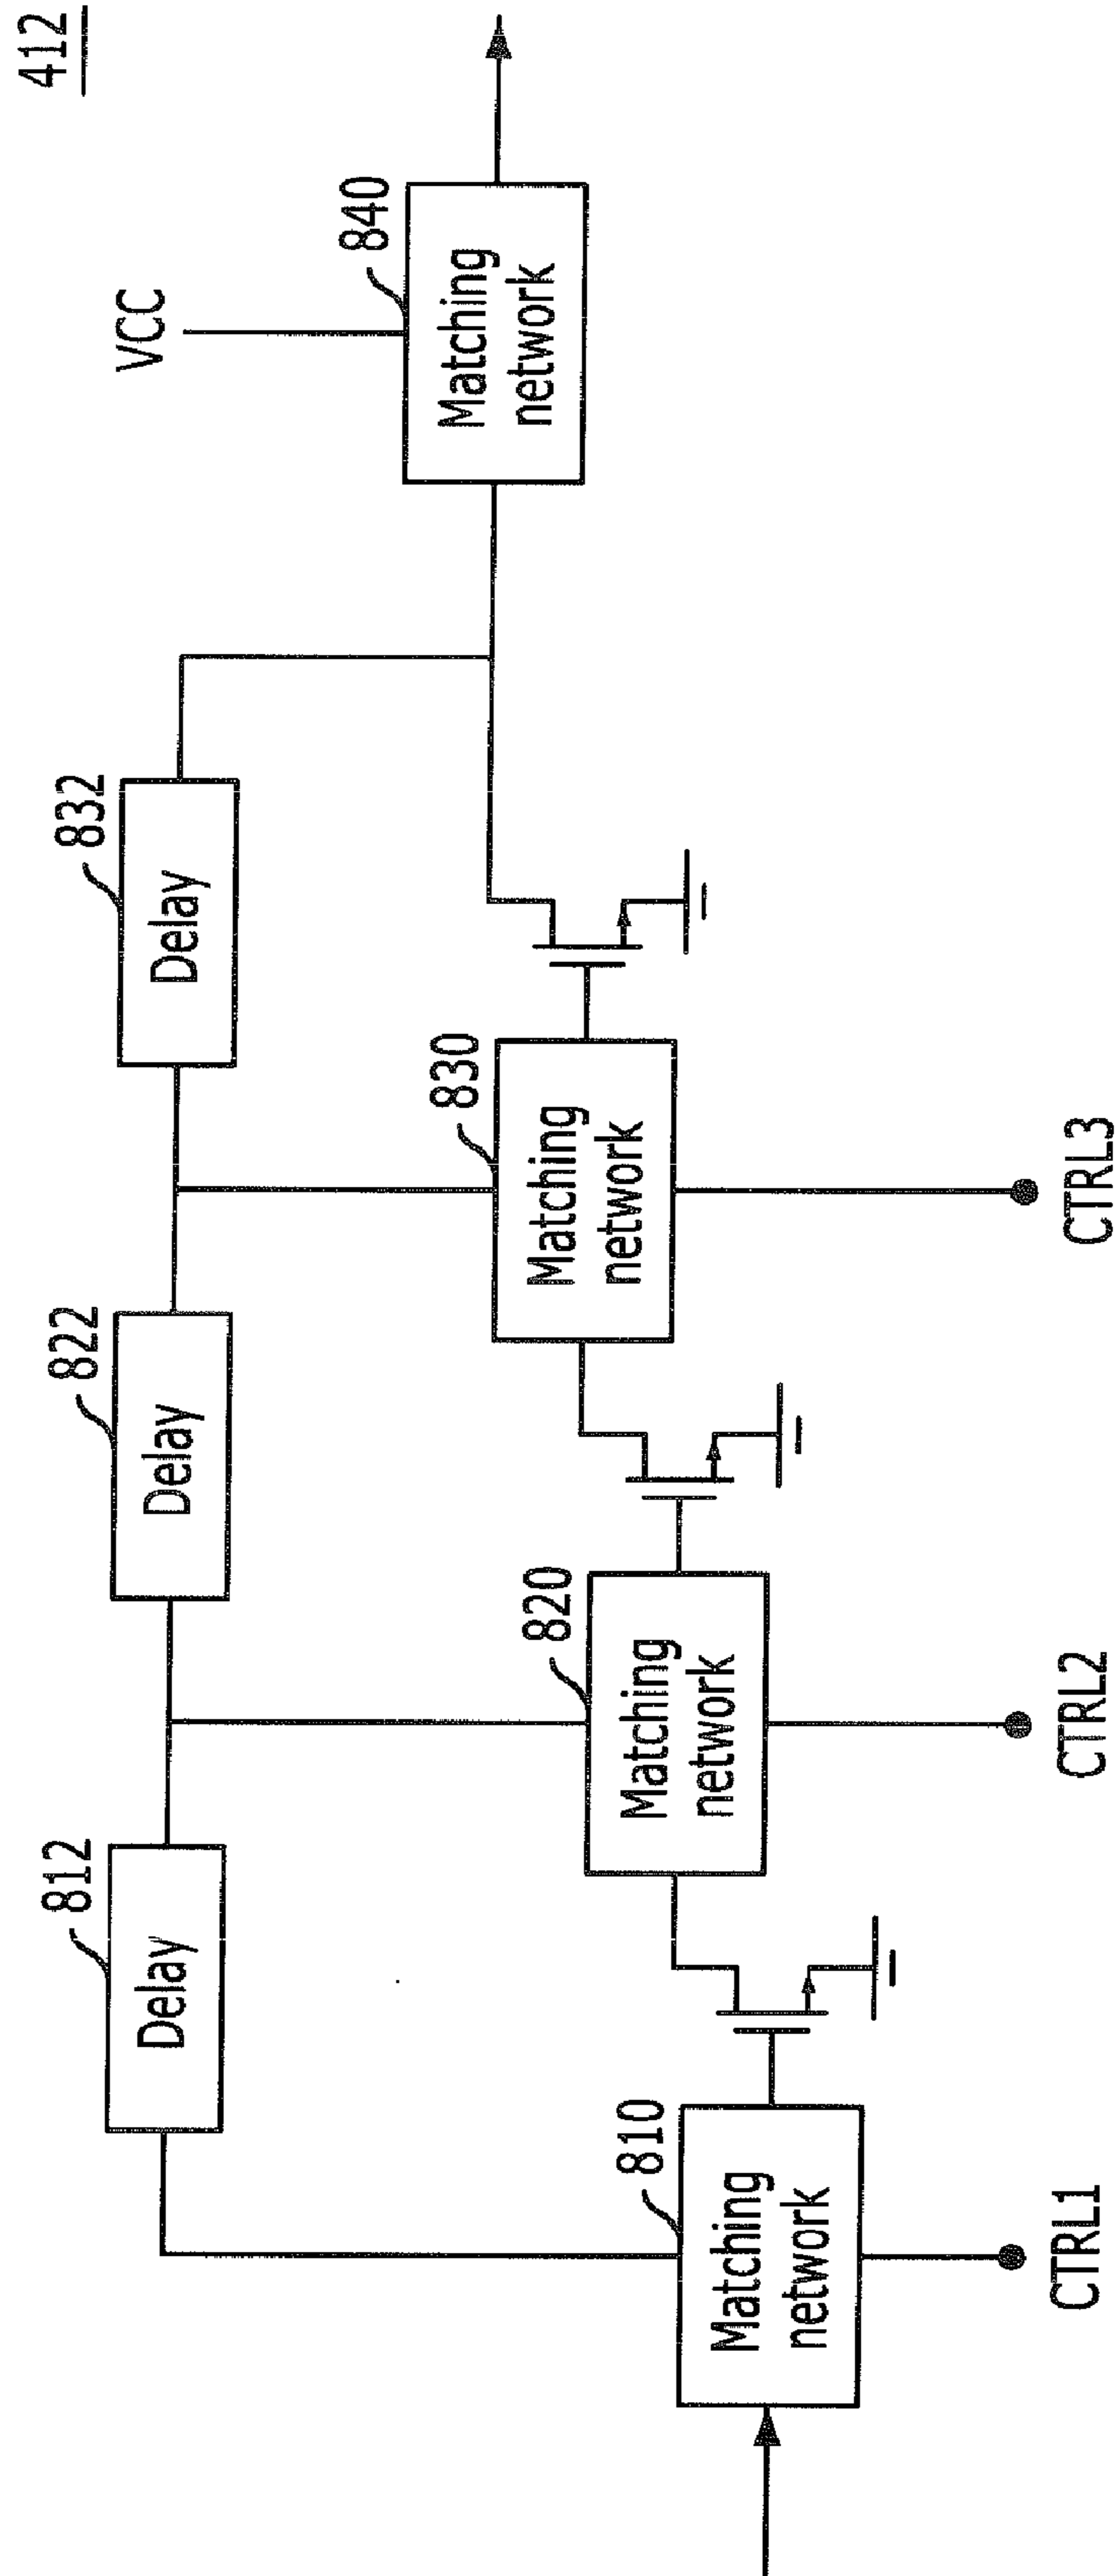 412
VCC
840
Matching
network
832
Delay
830
Matching
network
CTRL3
822
Delay
820
Matching
network
CTRL2
812
Delay
810
Matching
network
CTRL1